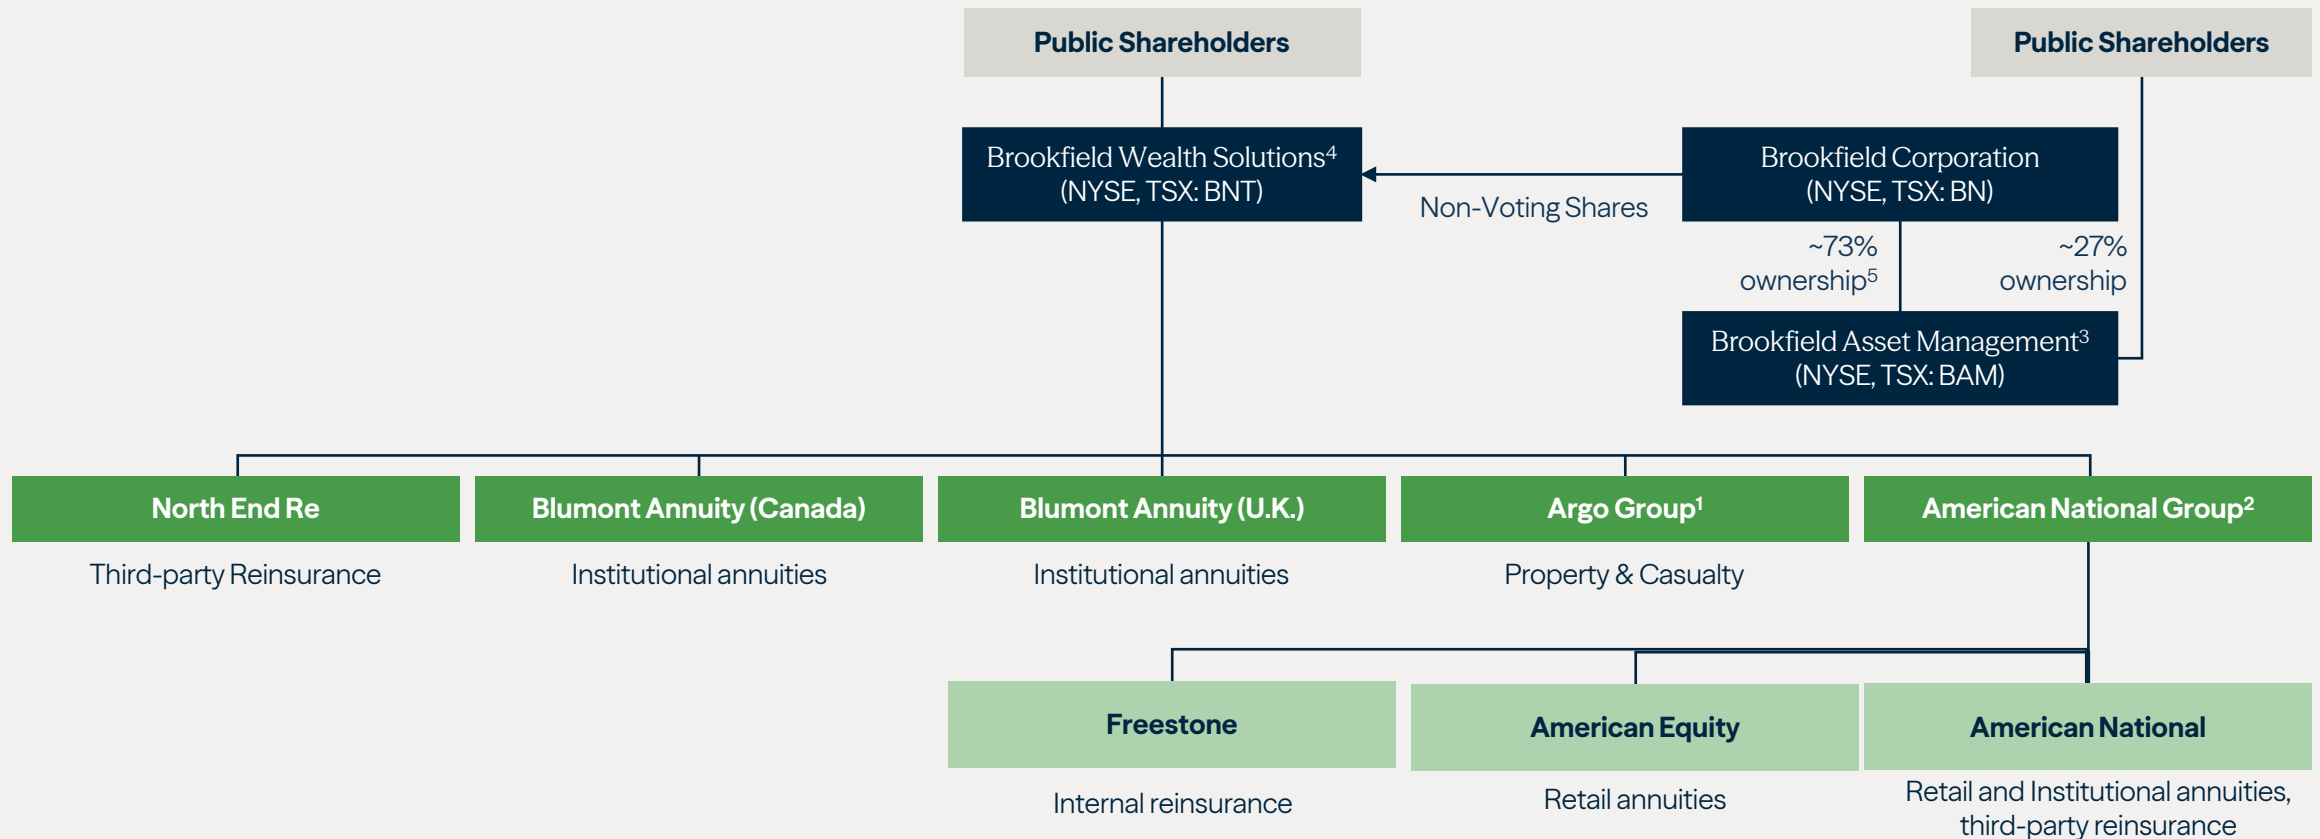 Public Shareholders
Public Shareholders
Brookfield Wealth Solutions⁴
(NYSE, TSX: BNT)
Non-Voting Shares
Brookfield Corporation
(NYSE, TSX: BN)
~73%
ownership⁵
~27%
ownership
Brookfield Asset Management³
(NYSE, TSX: BAM)
North End Re
Third-party Reinsurance
Blumont Annuity (Canada)
Institutional annuities
Blumont Annuity (U.K.)
Institutional annuities
Argo Group¹
Property & Casualty
American National Group²
Freestone
Internal reinsurance
American Equity
Retail annuities
American National
Retail and Institutional annuities,
third-party reinsurance